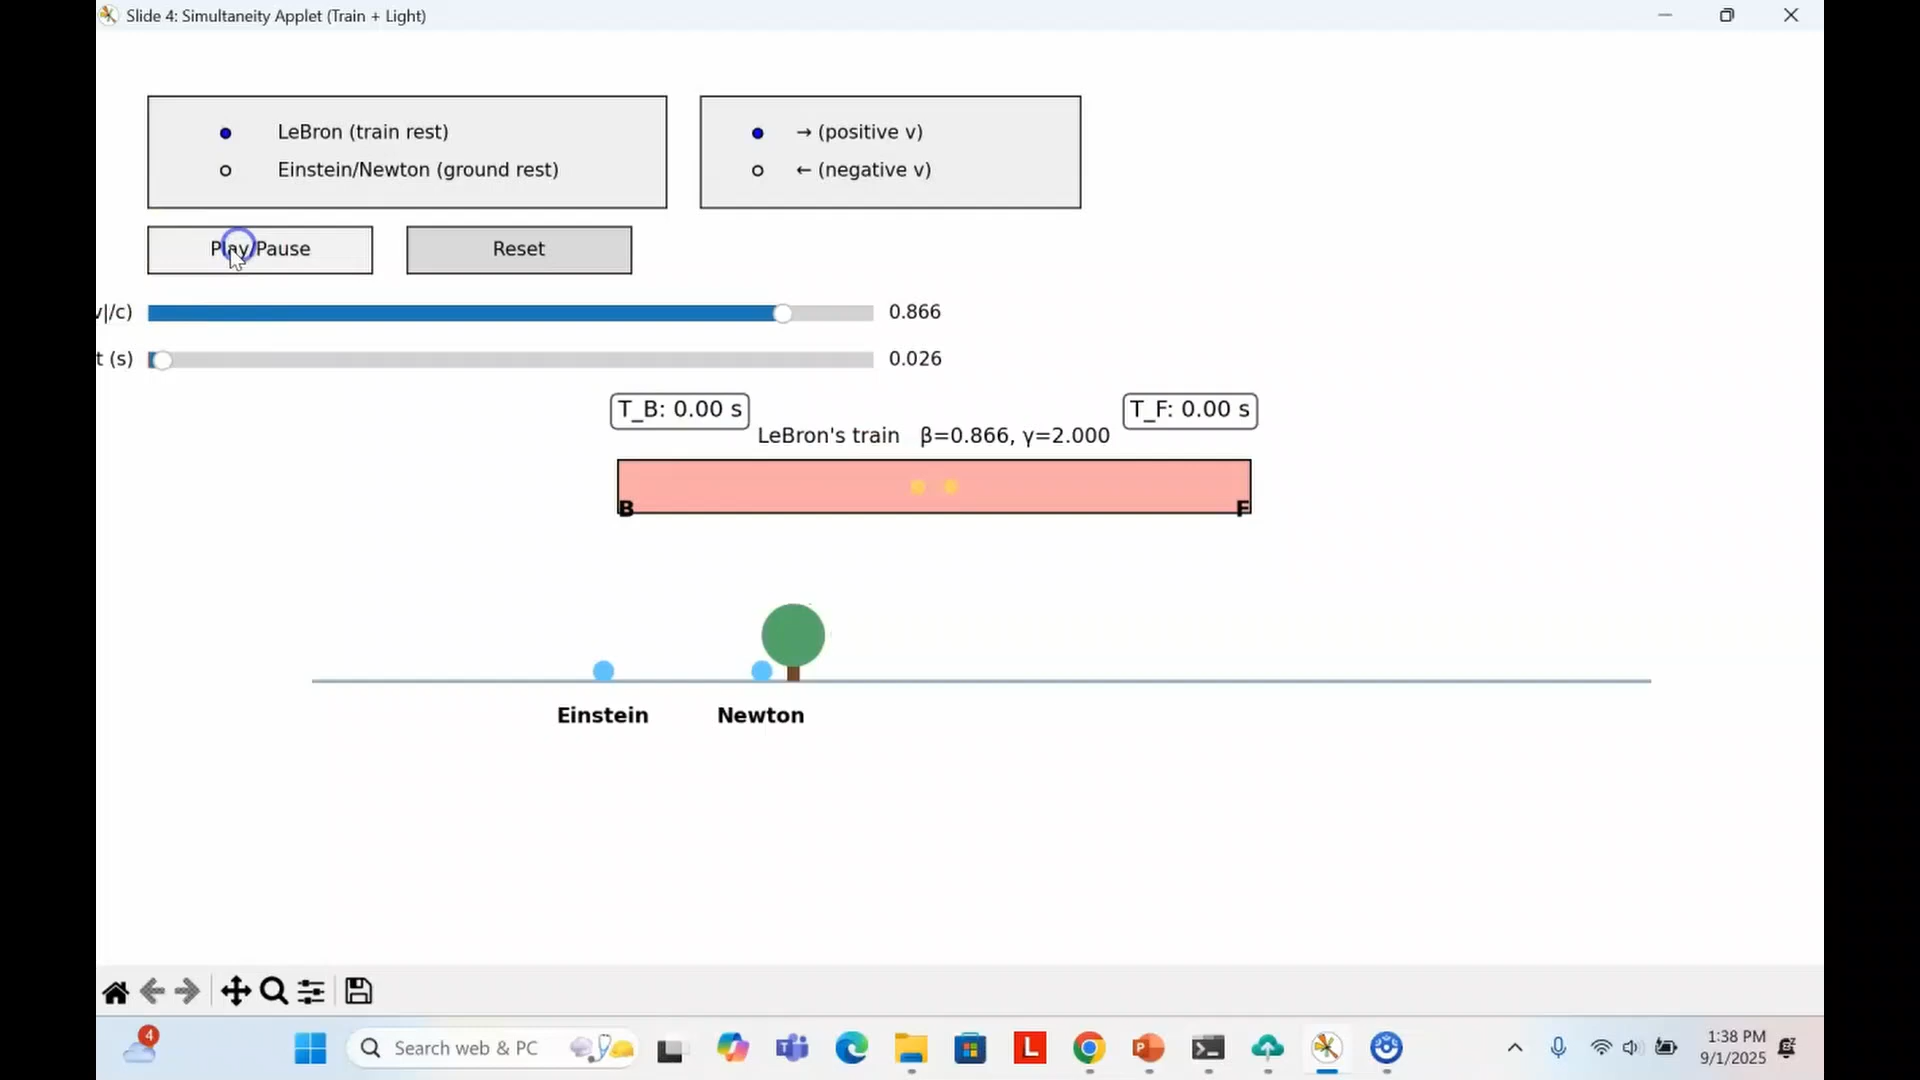 Slide 4: Simultaneity Applet (Train + Light)
LeBron (train rest)
Einstein/Newton (ground rest)
→ (positive v)
← (negative v)
Play/Pause
Reset
v|/c)
0.866
t (s)
0.026
T_B: 0.00 s
T_F: 0.00 s
LeBron's train β=0.866, γ=2.000
B
F
Einstein
Newton
4
Search web & PC
L
1:38 PM
9/1/2025